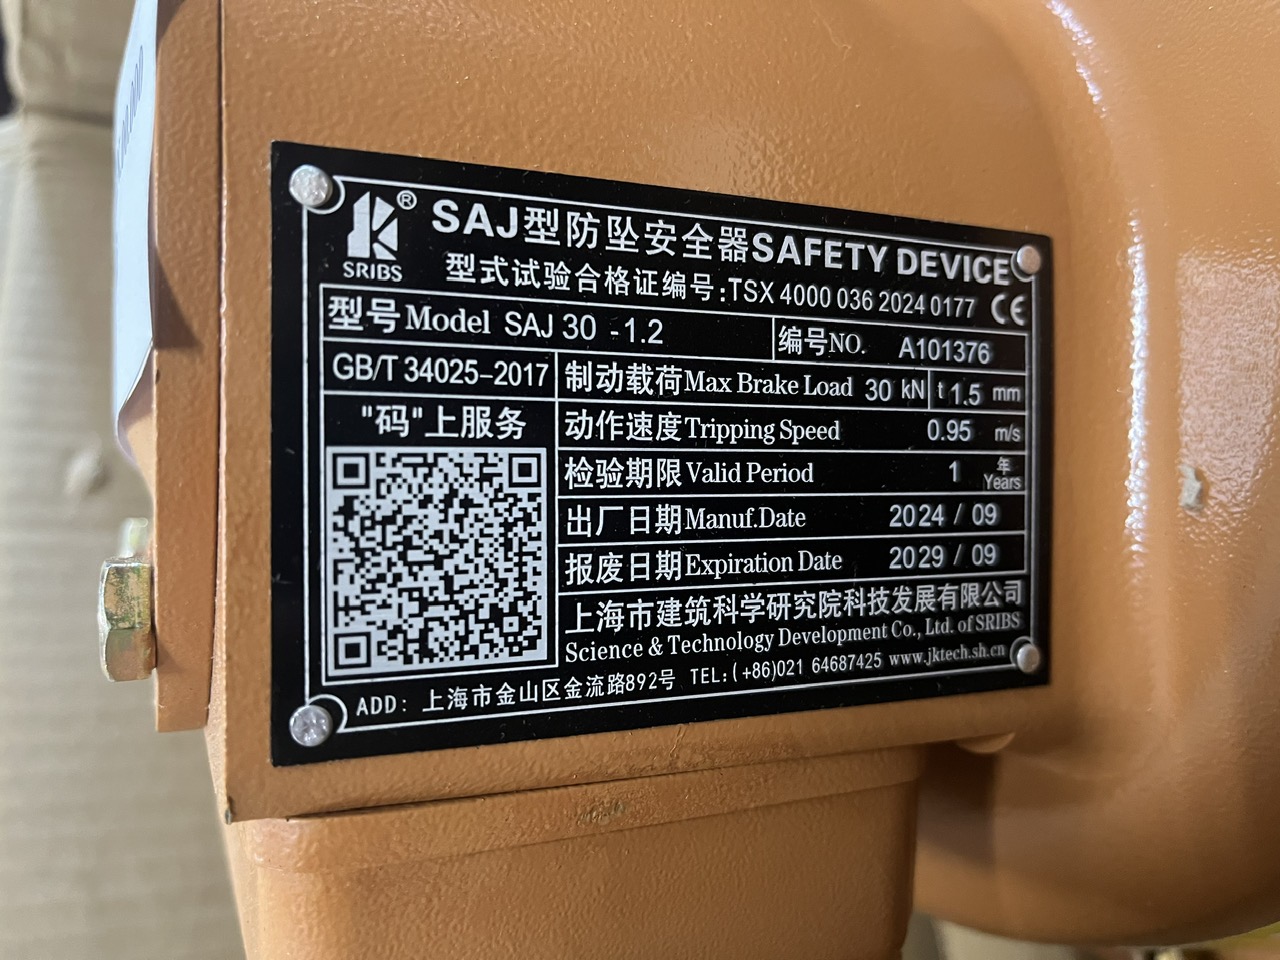 SRIBS ®
SAJ型防坠安全器SAFETY DEVICE
型式试验合格证编号:TSX 4000 036 2024 0177 CE
型号Model SAJ 30 -1.2
编号NO. A101376
GB/T 34025-2017
制动载荷Max Brake Load 30 kN t 1.5 mm
"码"上服务
动作速度Tripping Speed 0.95 m/s
检验期限Valid Period 1 年 Years
出厂日期Manuf.Date 2024 / 09
报废日期Expiration Date 2029 / 09
上海市建筑科学研究院科技发展有限公司
Science & Technology Development Co., Ltd. of SRIBS
ADD: 上海市金山区金流路892号 TEL:(+86)021 64687425 www.jktech.sh.cn